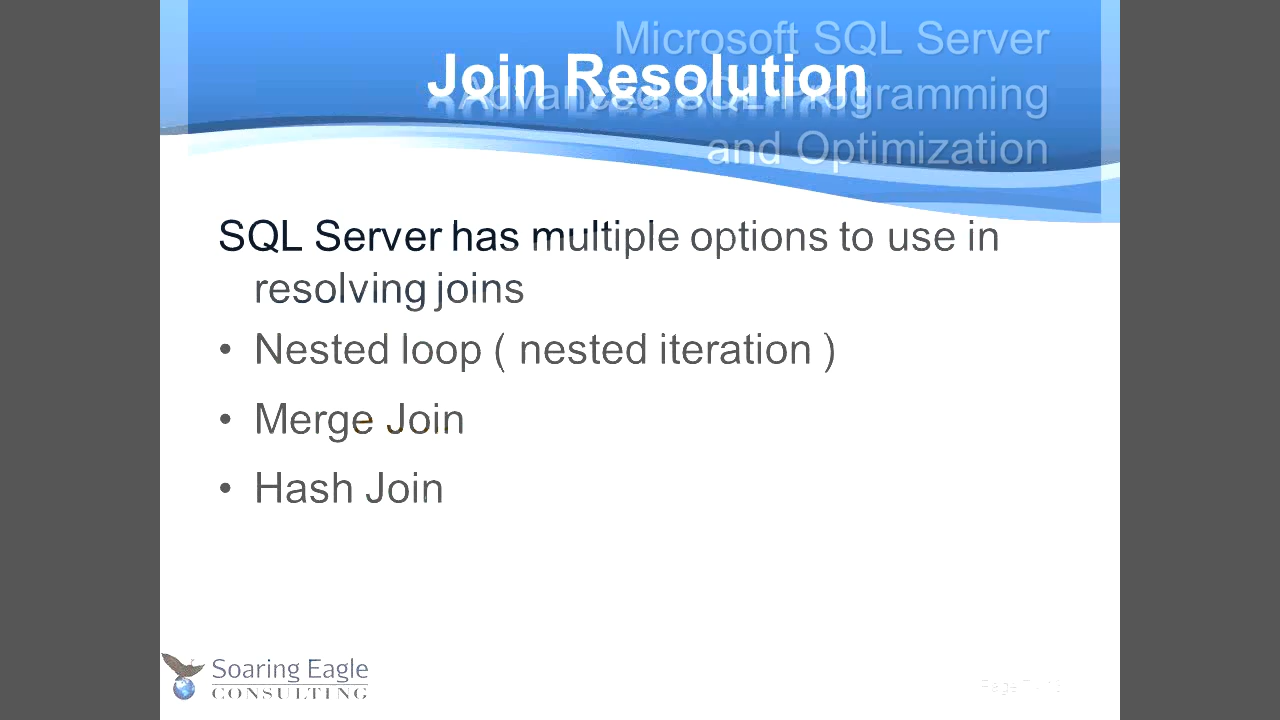 Microsoft SQL Server
Advanced SQL Programming
and Optimization
Join Resolution
SQL Server has multiple options to use in
resolving joins
• Nested loop ( nested iteration )
• Merge Join
• Hash Join
Soaring Eagle
CONSULTING
Page